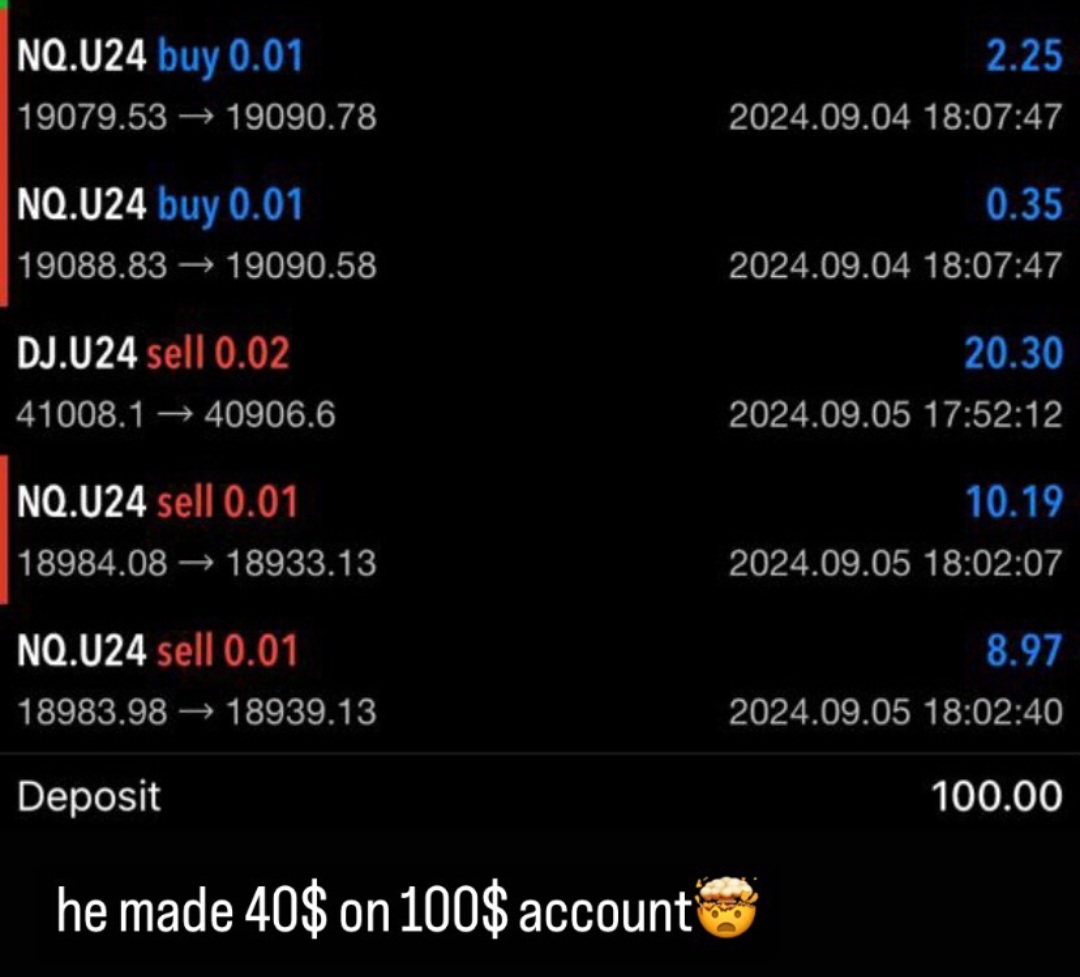 NQ.U24 buy 0.01 2.25
19079.53 → 19090.78 2024.09.04 18:07:47
NQ.U24 buy 0.01 0.35
19088.83 → 19090.58 2024.09.04 18:07:47
DJ.U24 sell 0.02 20.30
41008.1 → 40906.6 2024.09.05 17:52:12
NQ.U24 sell 0.01 10.19
18984.08 → 18933.13 2024.09.05 18:02:07
NQ.U24 sell 0.01 8.97
18983.98 → 18939.13 2024.09.05 18:02:40
Deposit 100.00
he made 40$ on 100$ account🤯